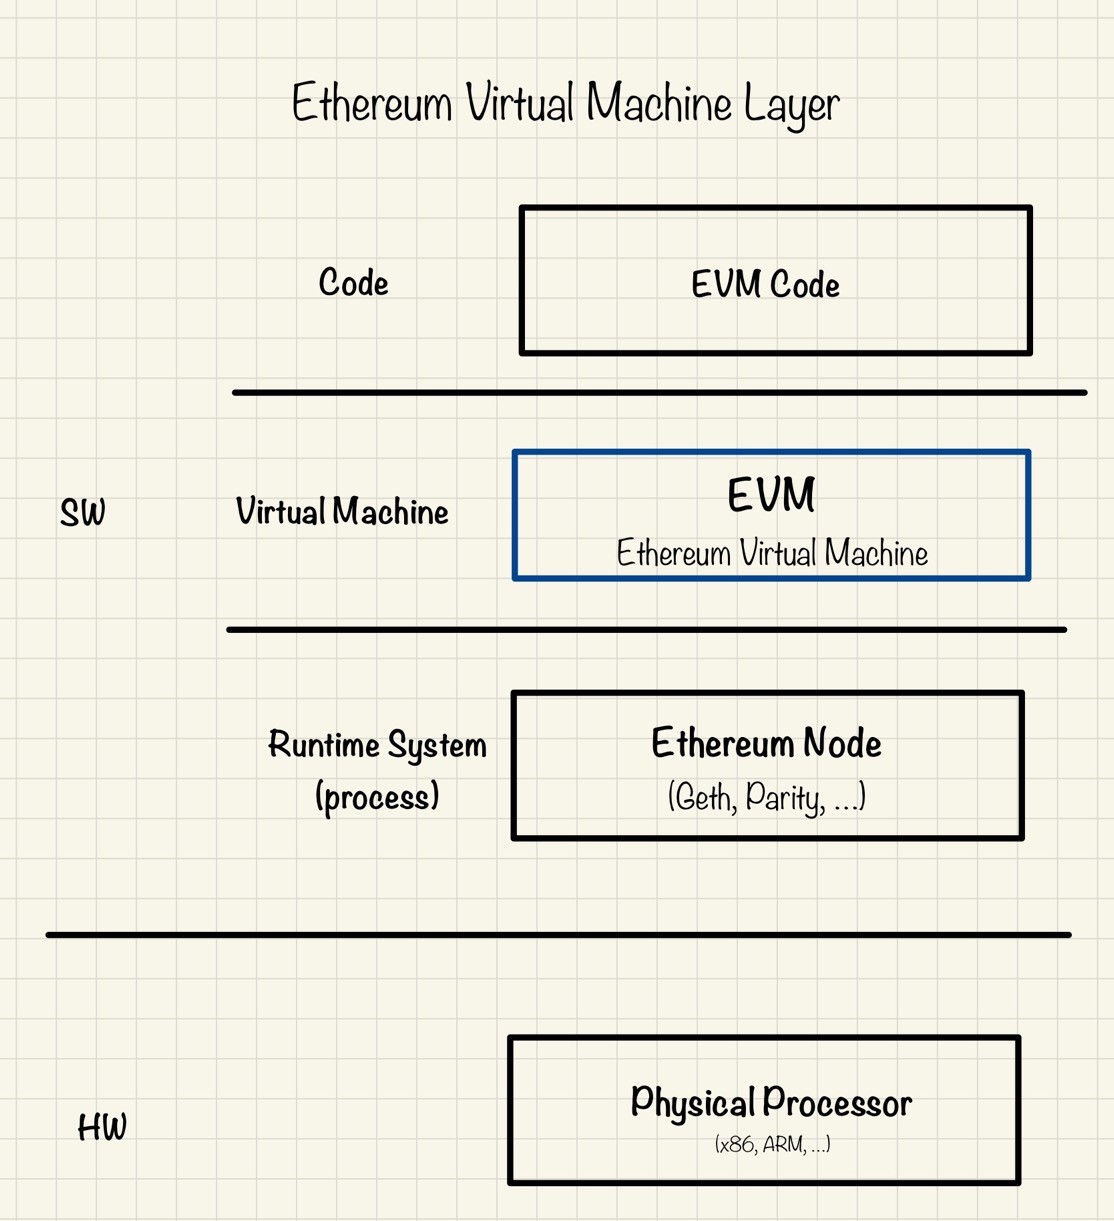 Ethereum Virtual Machine Layer
Code
EVM Code
SW
Virtual Machine
EVM
Ethereum Virtual Machine
Runtime System
(process)
Ethereum Node
(Geth, Parity, ...)
HW
Physical Processor
(x86, ARM, ...)